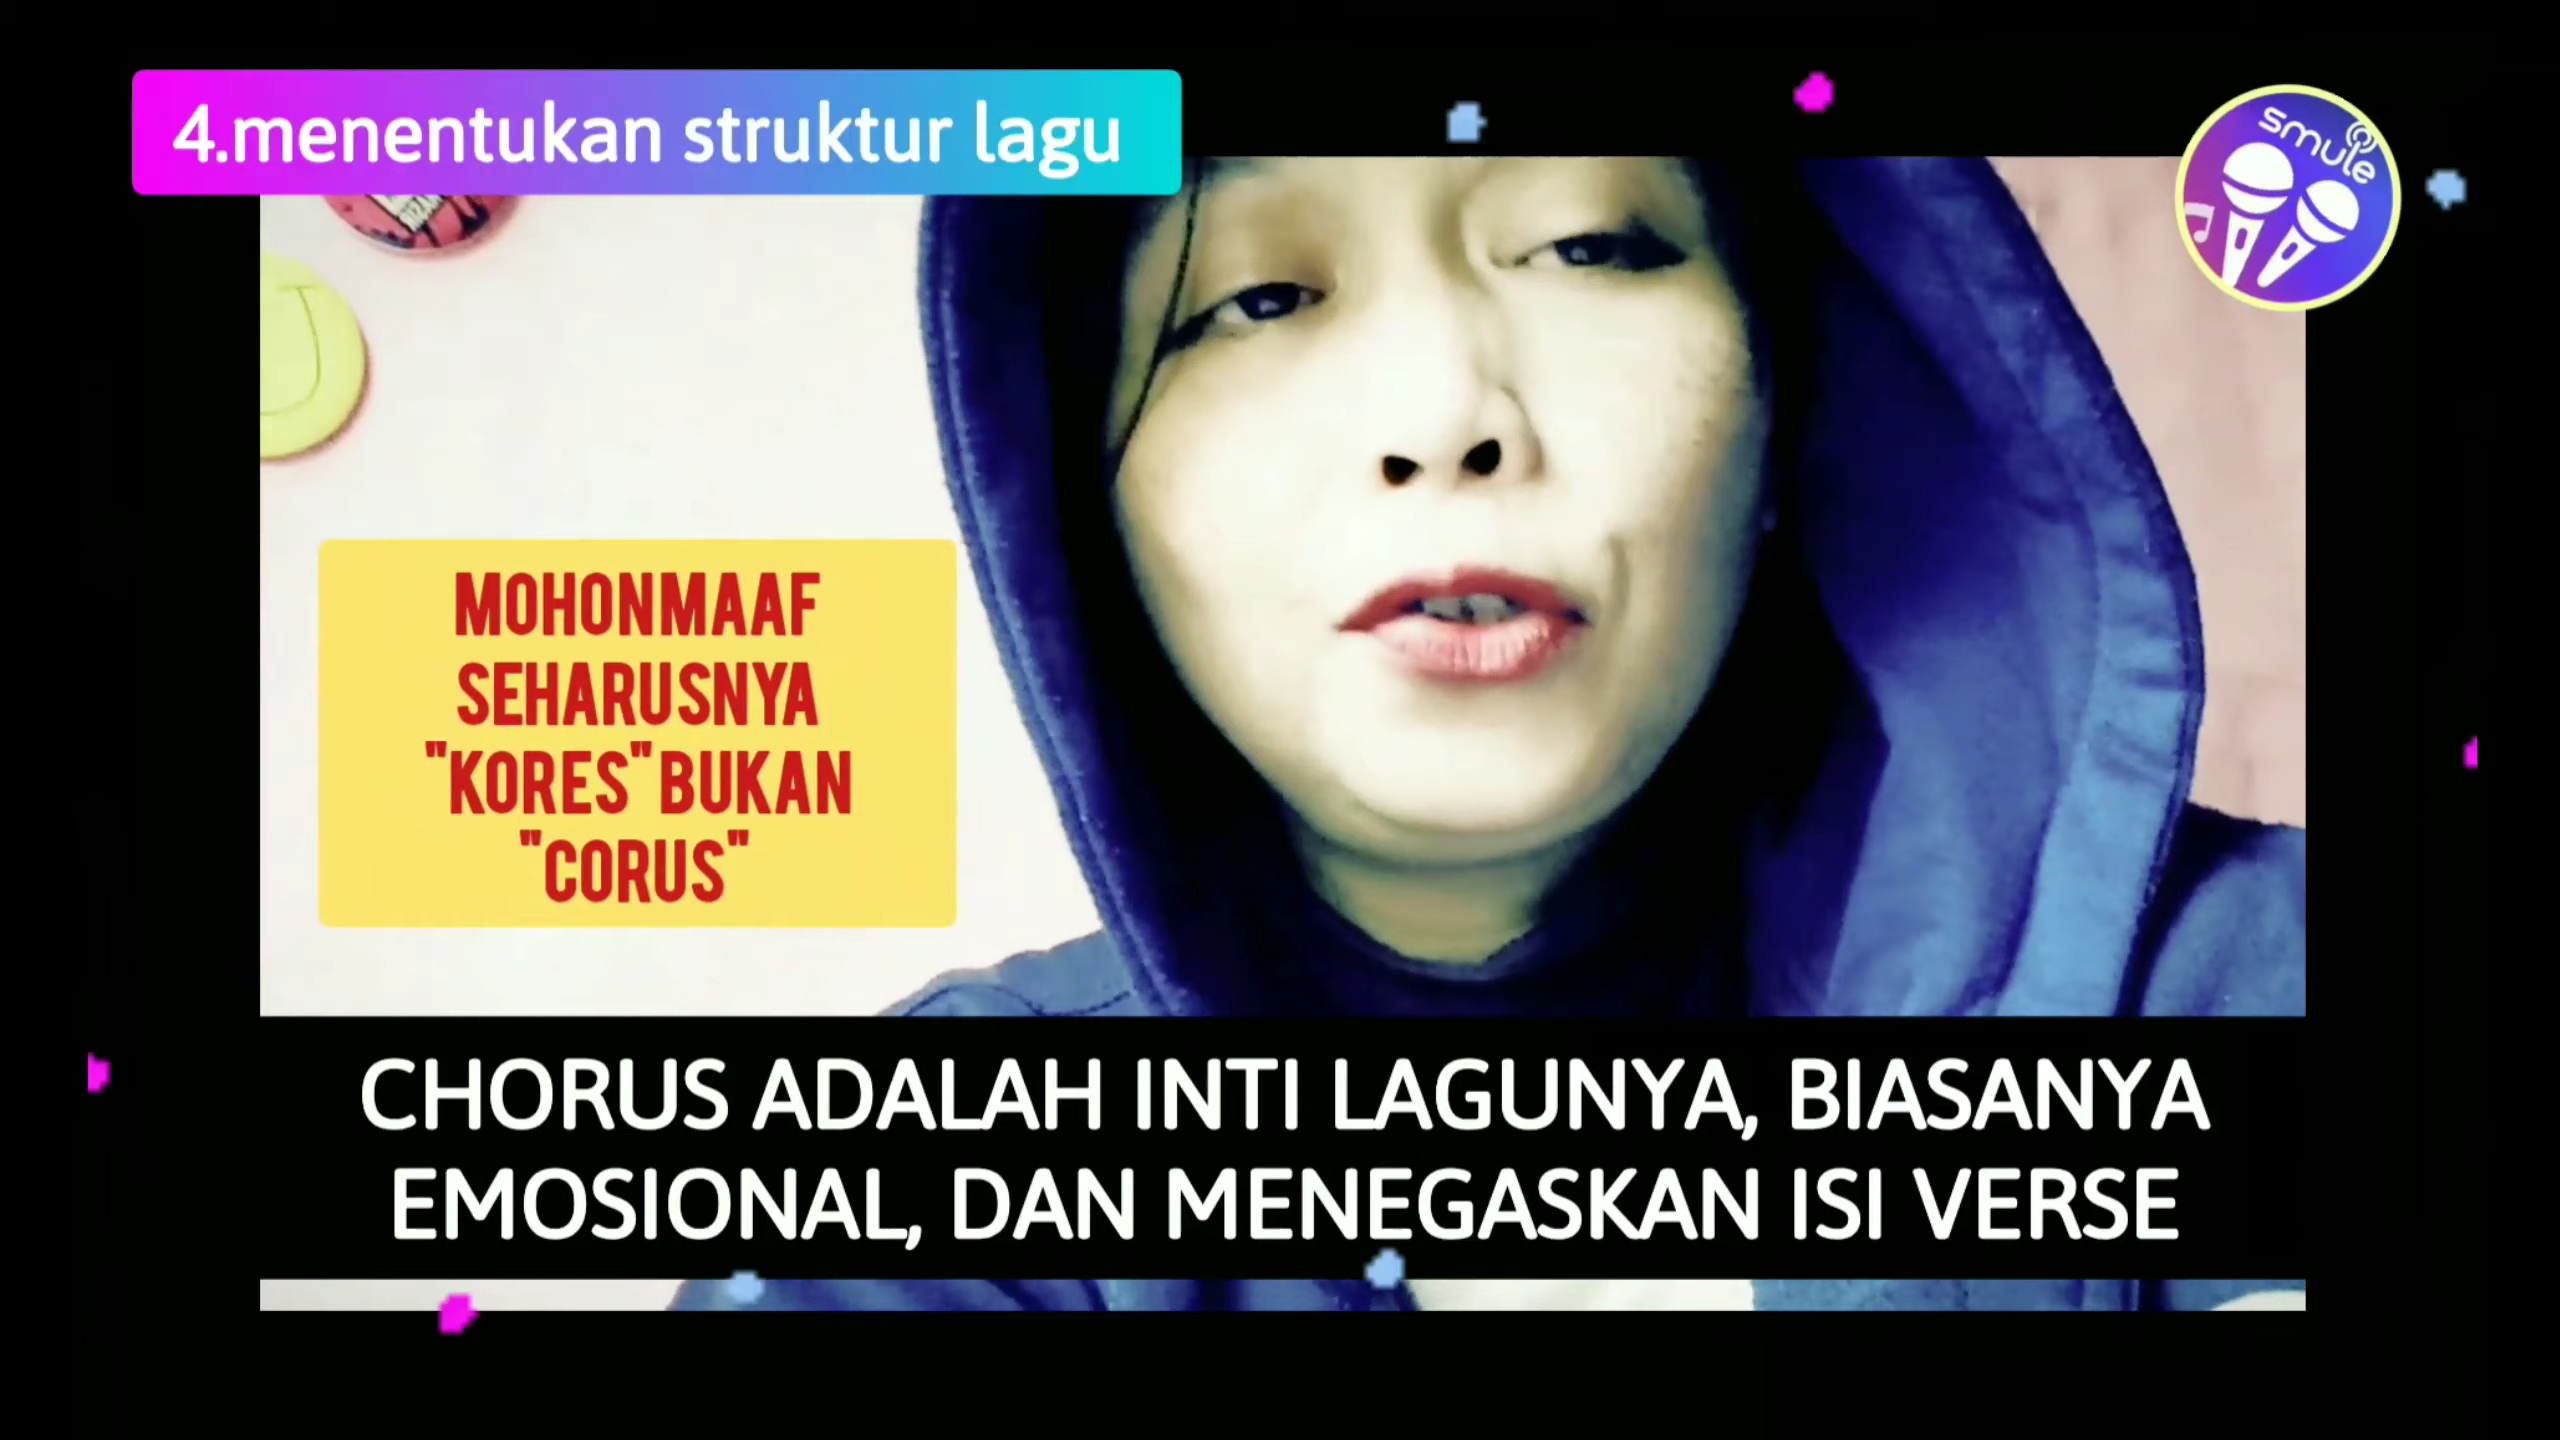 4.menentukan struktur lagu
smule
MOHONMAAF
SEHARUSNYA
"KORES"BUKAN
"CORUS"
CHORUS ADALAH INTI LAGUNYA, BIASANYA
EMOSIONAL, DAN MENEGASKAN ISI VERSE